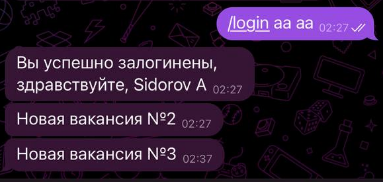 /login aa aa 02:27
Вы успешно залогинены,
здравствуйте, Sidorov A 02:27
Новая вакансия №2 02:27
Новая вакансия №3 02:37